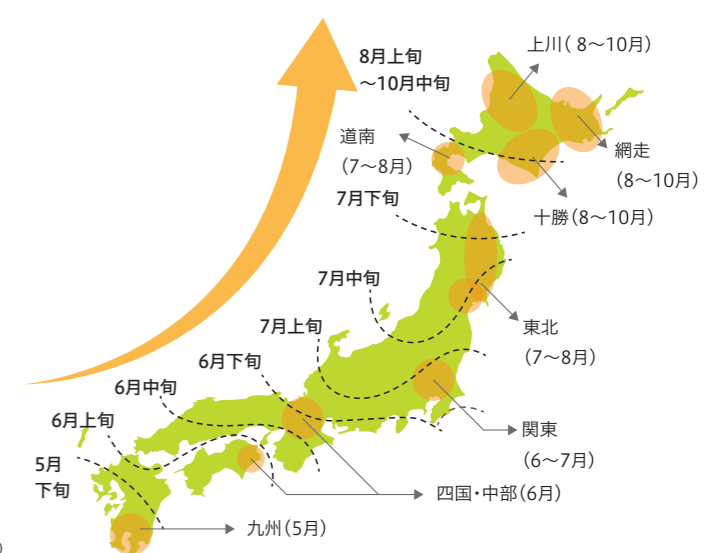 上川( 8〜10月)
8月上旬
〜10月中旬
道南
(7〜8月)
網走
(8〜10月)
7月下旬
十勝(8〜10月)
7月中旬
7月上旬
東北
(7〜8月)
6月下旬
6月中旬
6月上旬
関東
(6〜7月)
5月
下旬
四国・中部(6月)
九州(5月)
)